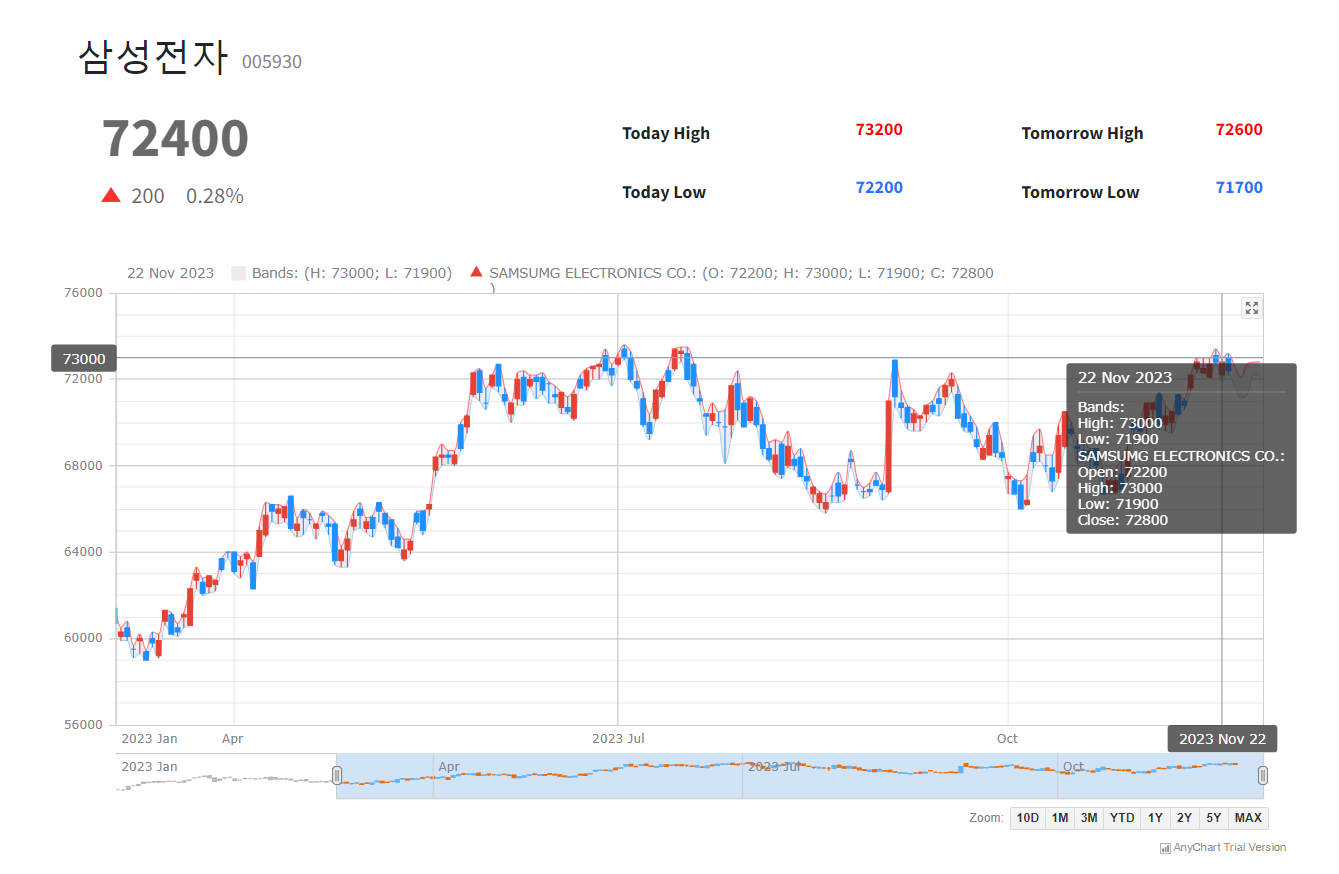 삼성전자 005930
72400
200 0.28%
Today High 73200
Tomorrow High 72600
Today Low 72200
Tomorrow Low 71700
22 Nov 2023 Bands: (H: 73000; L: 71900) SAMSUMG ELECTRONICS CO.: (O: 72200; H: 73000; L: 71900; C: 72800
)
76000
73000
72000
68000
64000
60000
56000
22 Nov 2023
Bands:
High: 73000
Low: 71900
SAMSUMG ELECTRONICS CO.:
Open: 72200
High: 73000
Low: 71900
Close: 72800
2023 Jan Apr 2023 Jul Oct 2023 Nov 22
2023 Jan Apr 2023 Jul Oct
Zoom: 10D 1M 3M YTD 1Y 2Y 5Y MAX
AnyChart Trial Version